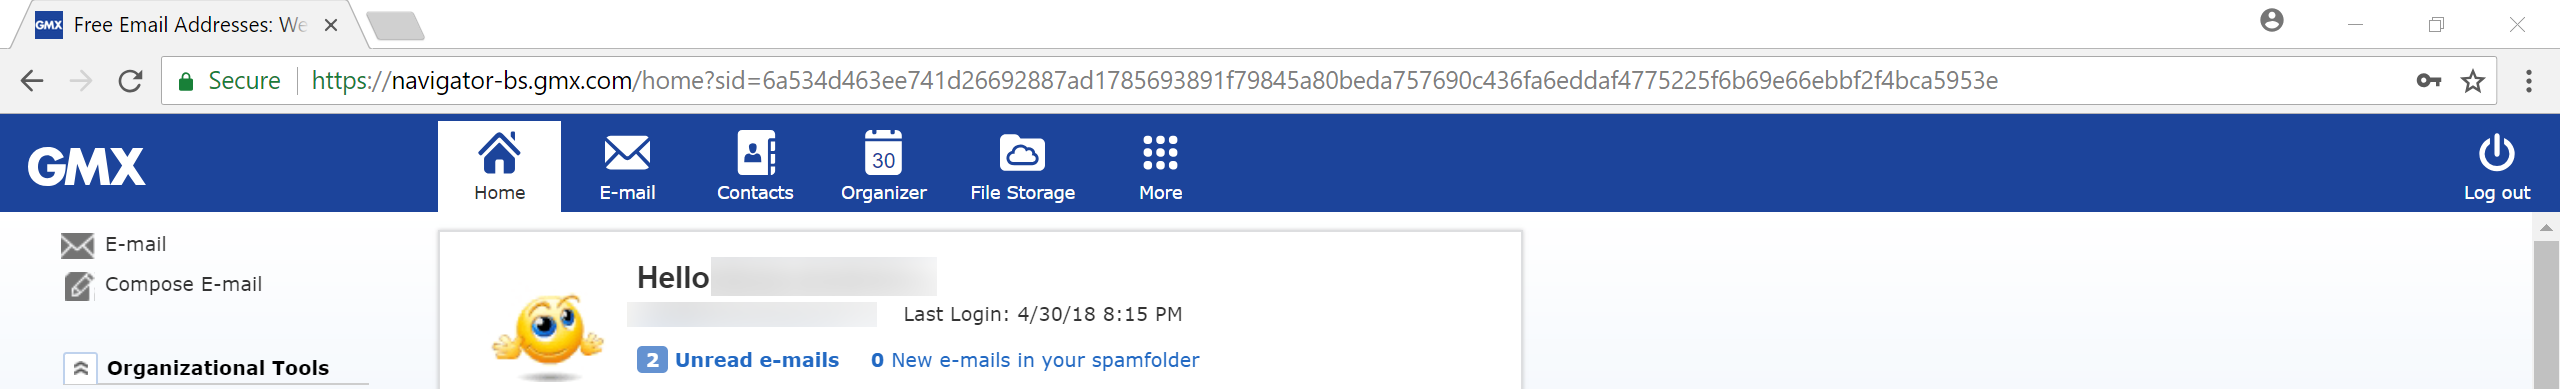 GMX Free Email Addresses: We
Secure https://navigator-bs.gmx.com/home?sid=6a534d463ee741d26692887ad1785693891f79845a80beda757690c436fa6eddaf4775225f6b69e66ebbf2f4bca5953e
GMX
30
Home E-mail Contacts Organizer File Storage More Log out
E-mail
Compose E-mail
Organizational Tools
Hello
Last Login: 4/30/18 8:15 PM
2 Unread e-mails 0 New e-mails in your spamfolder